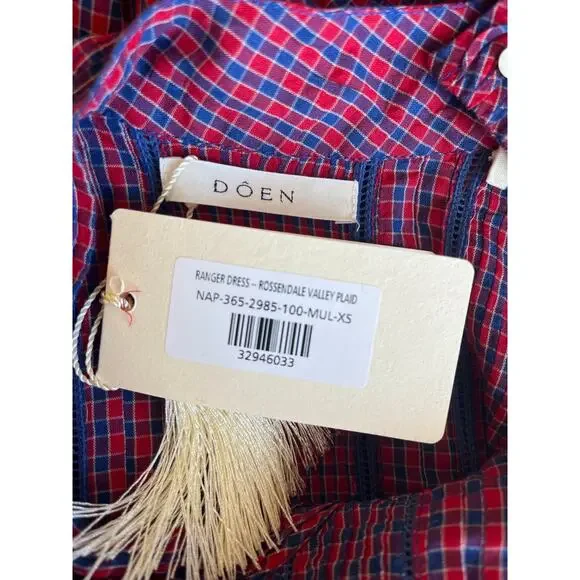 DÔEN
RANGER DRESS -- ROSSENDALE VALLEY PLAID
NAP-365-2985-100-MUL-XS
32946033